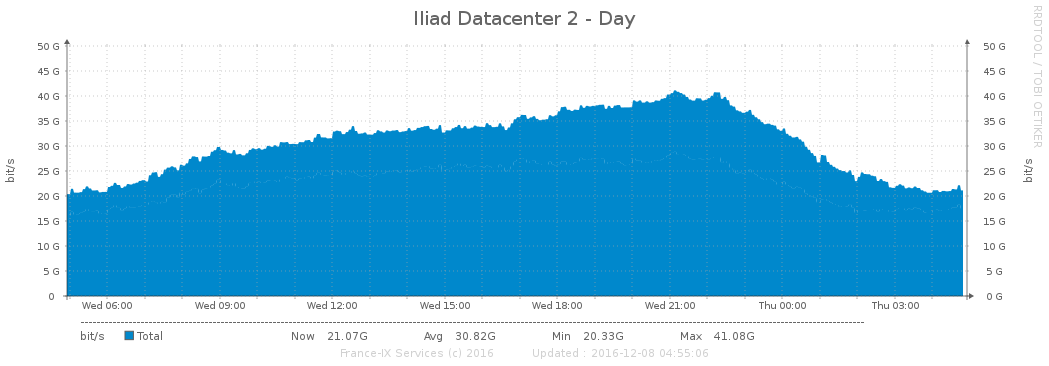 Iliad Datacenter 2 - Day
RRDTOOL / TOBI OETIKER
50 G 50 G
45 G 45 G
40 G 40 G
35 G 35 G
30 G 30 G
25 G 25 G
20 G 20 G
15 G 15 G
10 G 10 G
5 G 5 G
0 0 G
bit/s bit/s
Wed 06:00 Wed 09:00 Wed 12:00 Wed 15:00 Wed 18:00 Wed 21:00 Thu 00:00 Thu 03:00
bit/s Total Now 21.07G Avg 30.82G Min 20.33G Max 41.08G
France-IX Services (c) 2016 Updated : 2016-12-08 04:55:06